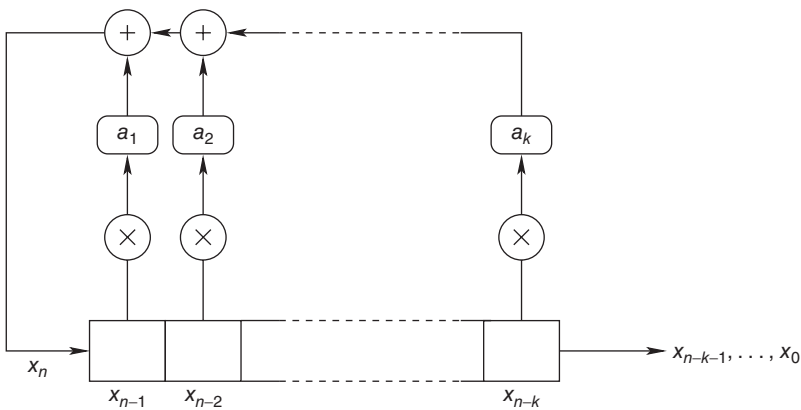 + +
a₁ a₂ aₖ
× × ×
xₙ xₙ₋ₖ₋₁, . . . , x₀
xₙ₋₁ xₙ₋₂ xₙ₋ₖ